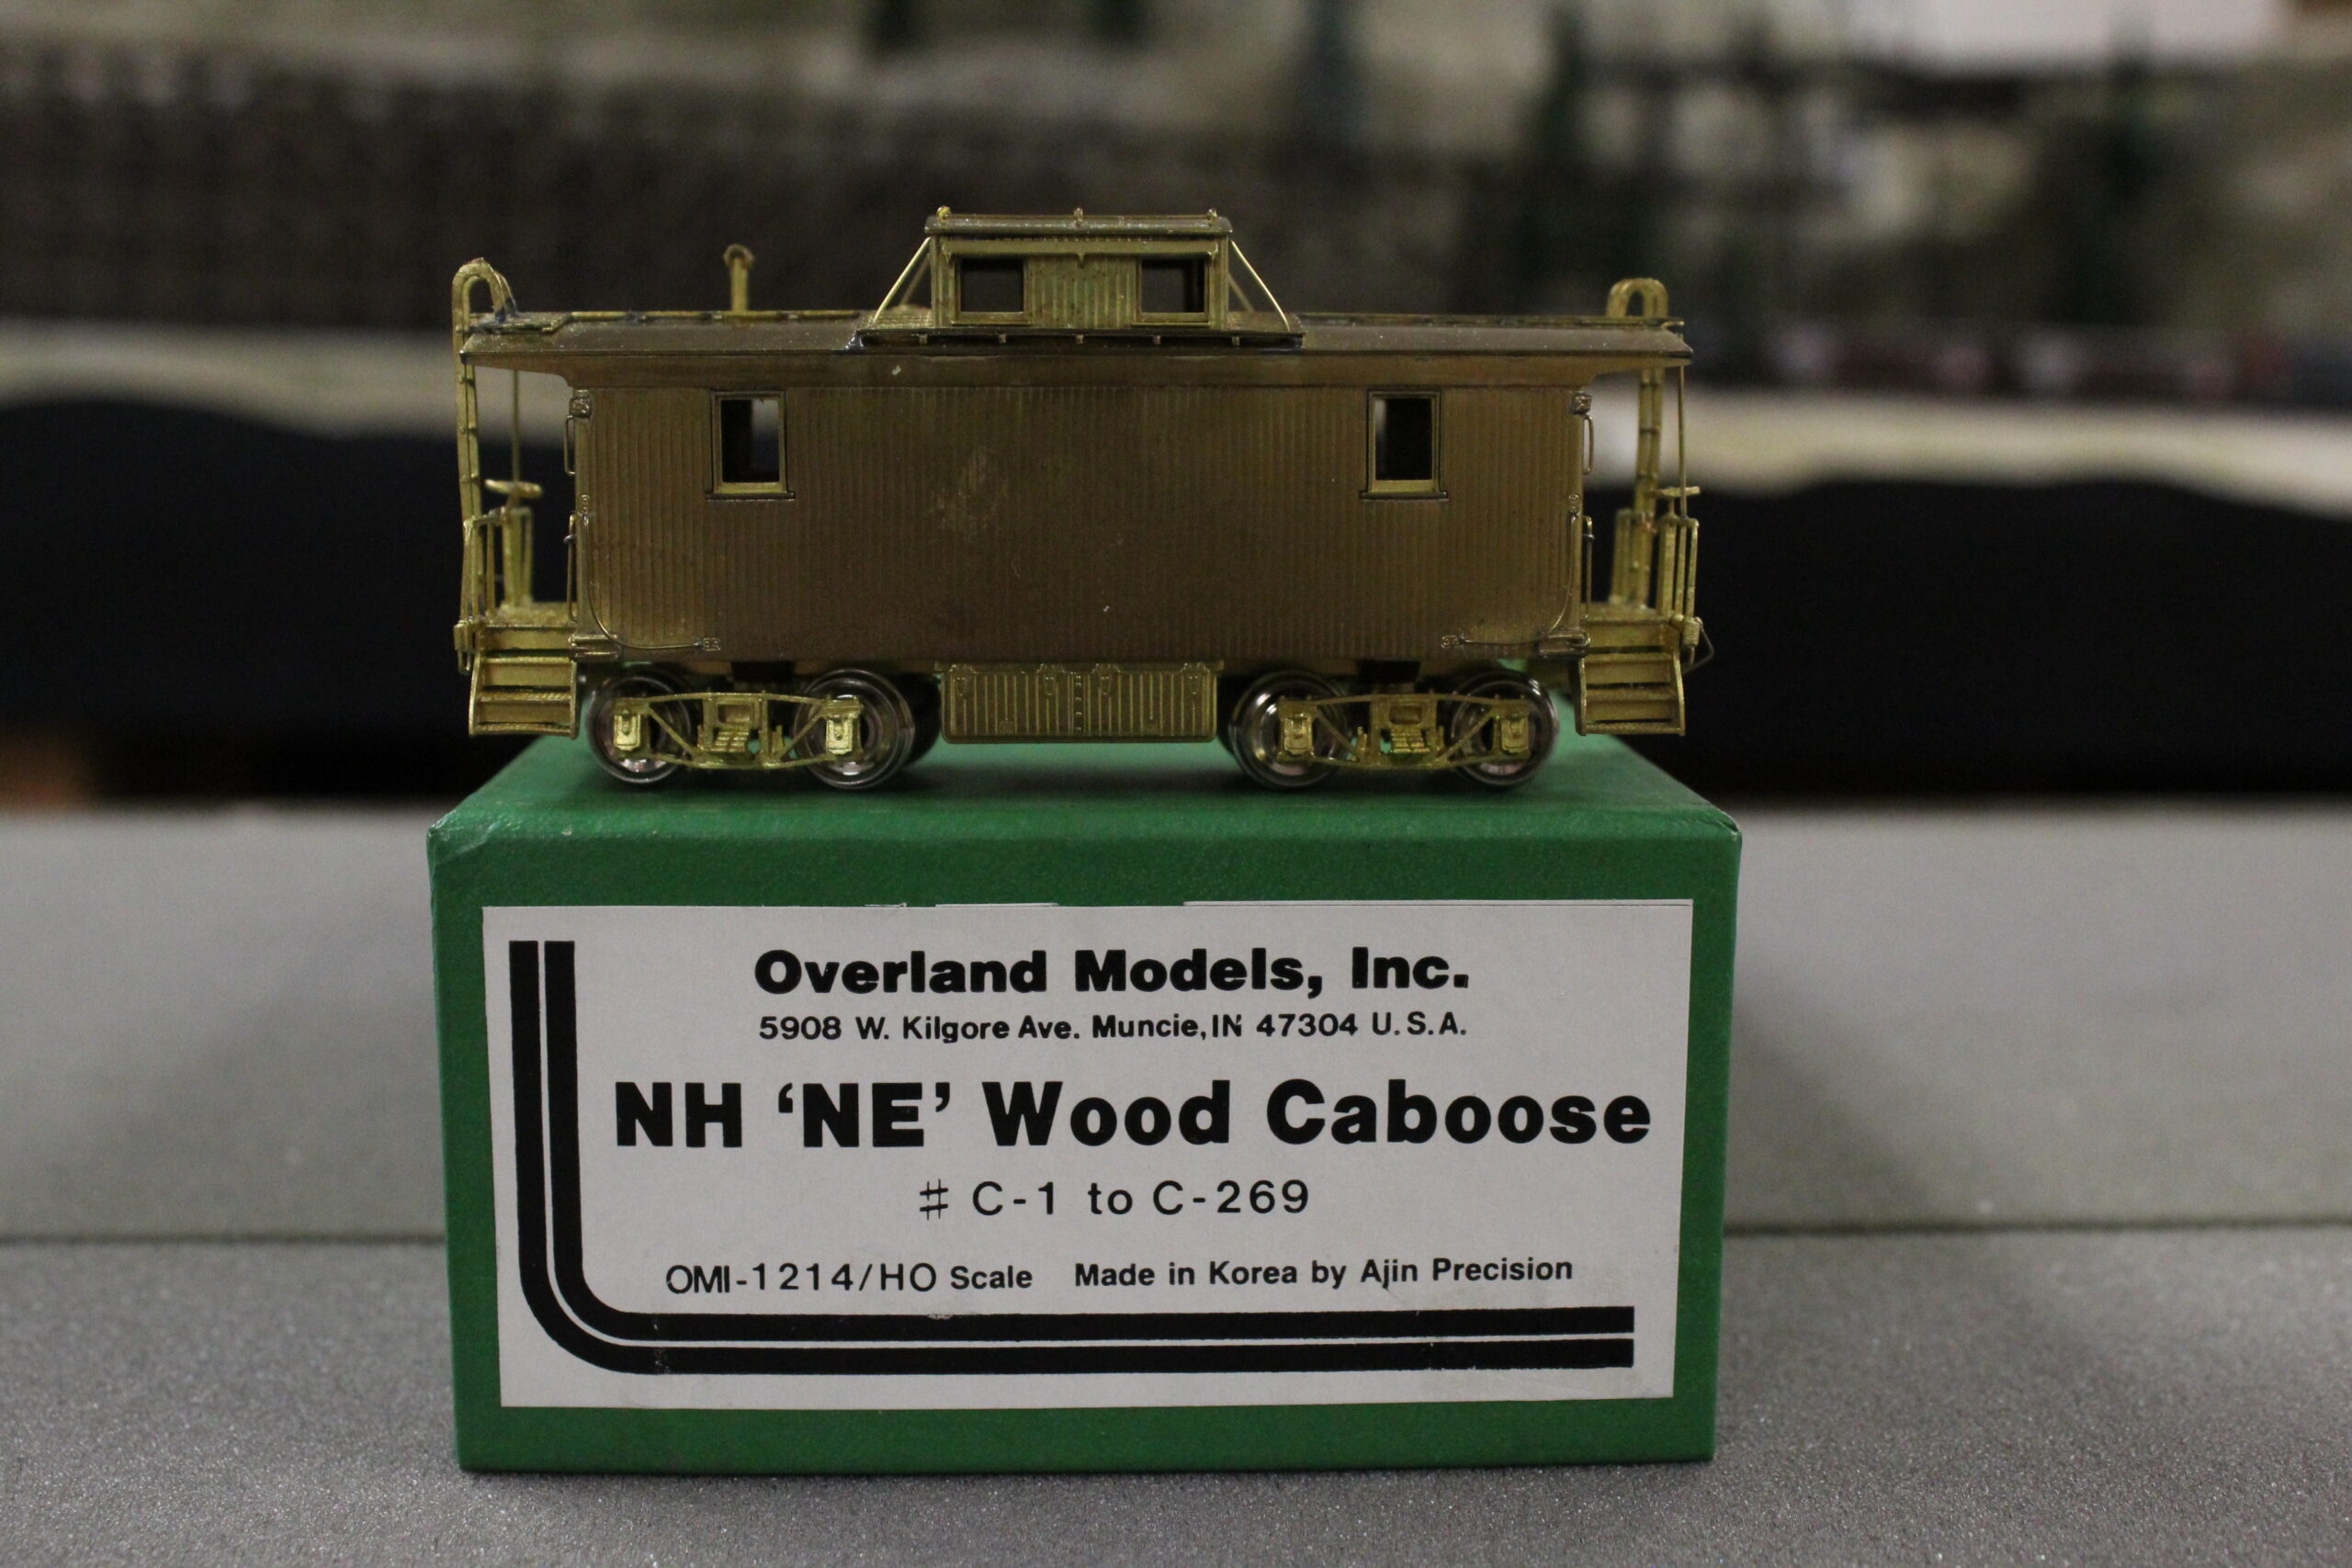 Overland Models, Inc.
5908 W. Kilgore Ave. Muncie, IN 47304 U.S.A.
NH ‘NE’ Wood Caboose
# C-1 to C-269
OMI-1214/HO Scale Made in Korea by Ajin Precision